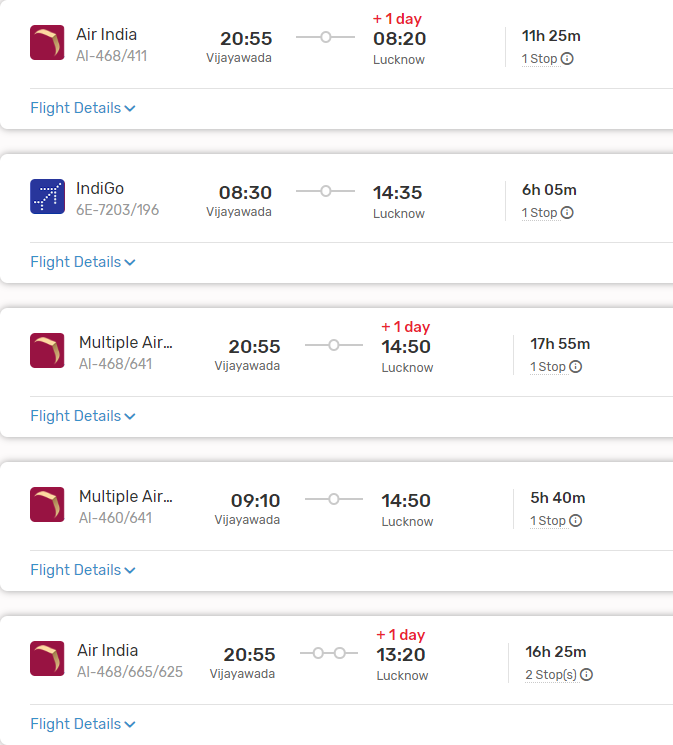 Air India
AI-468/411
20:55
Vijayawada
+ 1 day
08:20
Lucknow
11h 25m
1 Stop
Flight Details
IndiGo
6E-7203/196
08:30
Vijayawada
14:35
Lucknow
6h 05m
1 Stop
Flight Details
Multiple Air...
AI-468/641
20:55
Vijayawada
+ 1 day
14:50
Lucknow
17h 55m
1 Stop
Flight Details
Multiple Air...
AI-460/641
09:10
Vijayawada
14:50
Lucknow
5h 40m
1 Stop
Flight Details
Air India
AI-468/665/625
20:55
Vijayawada
+ 1 day
13:20
Lucknow
16h 25m
2 Stop(s)
Flight Details